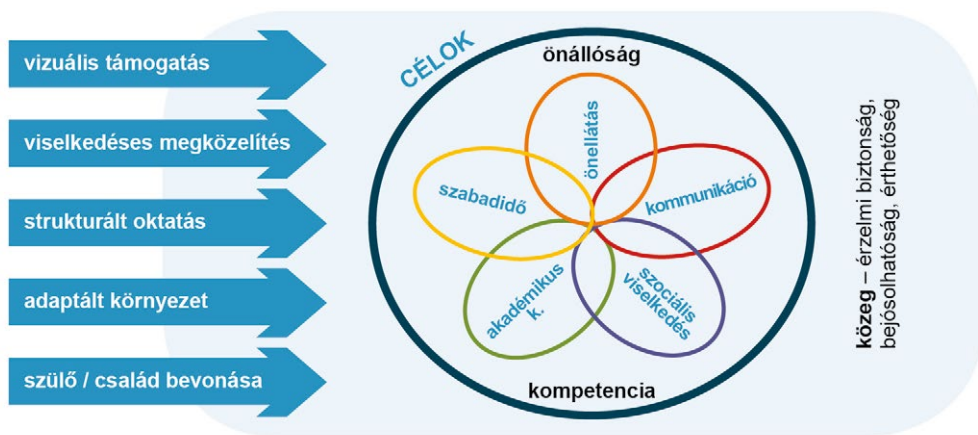 vizuális támogatás
viselkedéses megközelítés
strukturált oktatás
adaptált környezet
szülő / család bevonása
CÉLOK
önállóság
önellátás
szabadidő
kommunikáció
akadémikus
k.
szociális
viselkedés
kompetencia
közeg – érzelmi biztonság,
bejósolhatóság, érthetőség